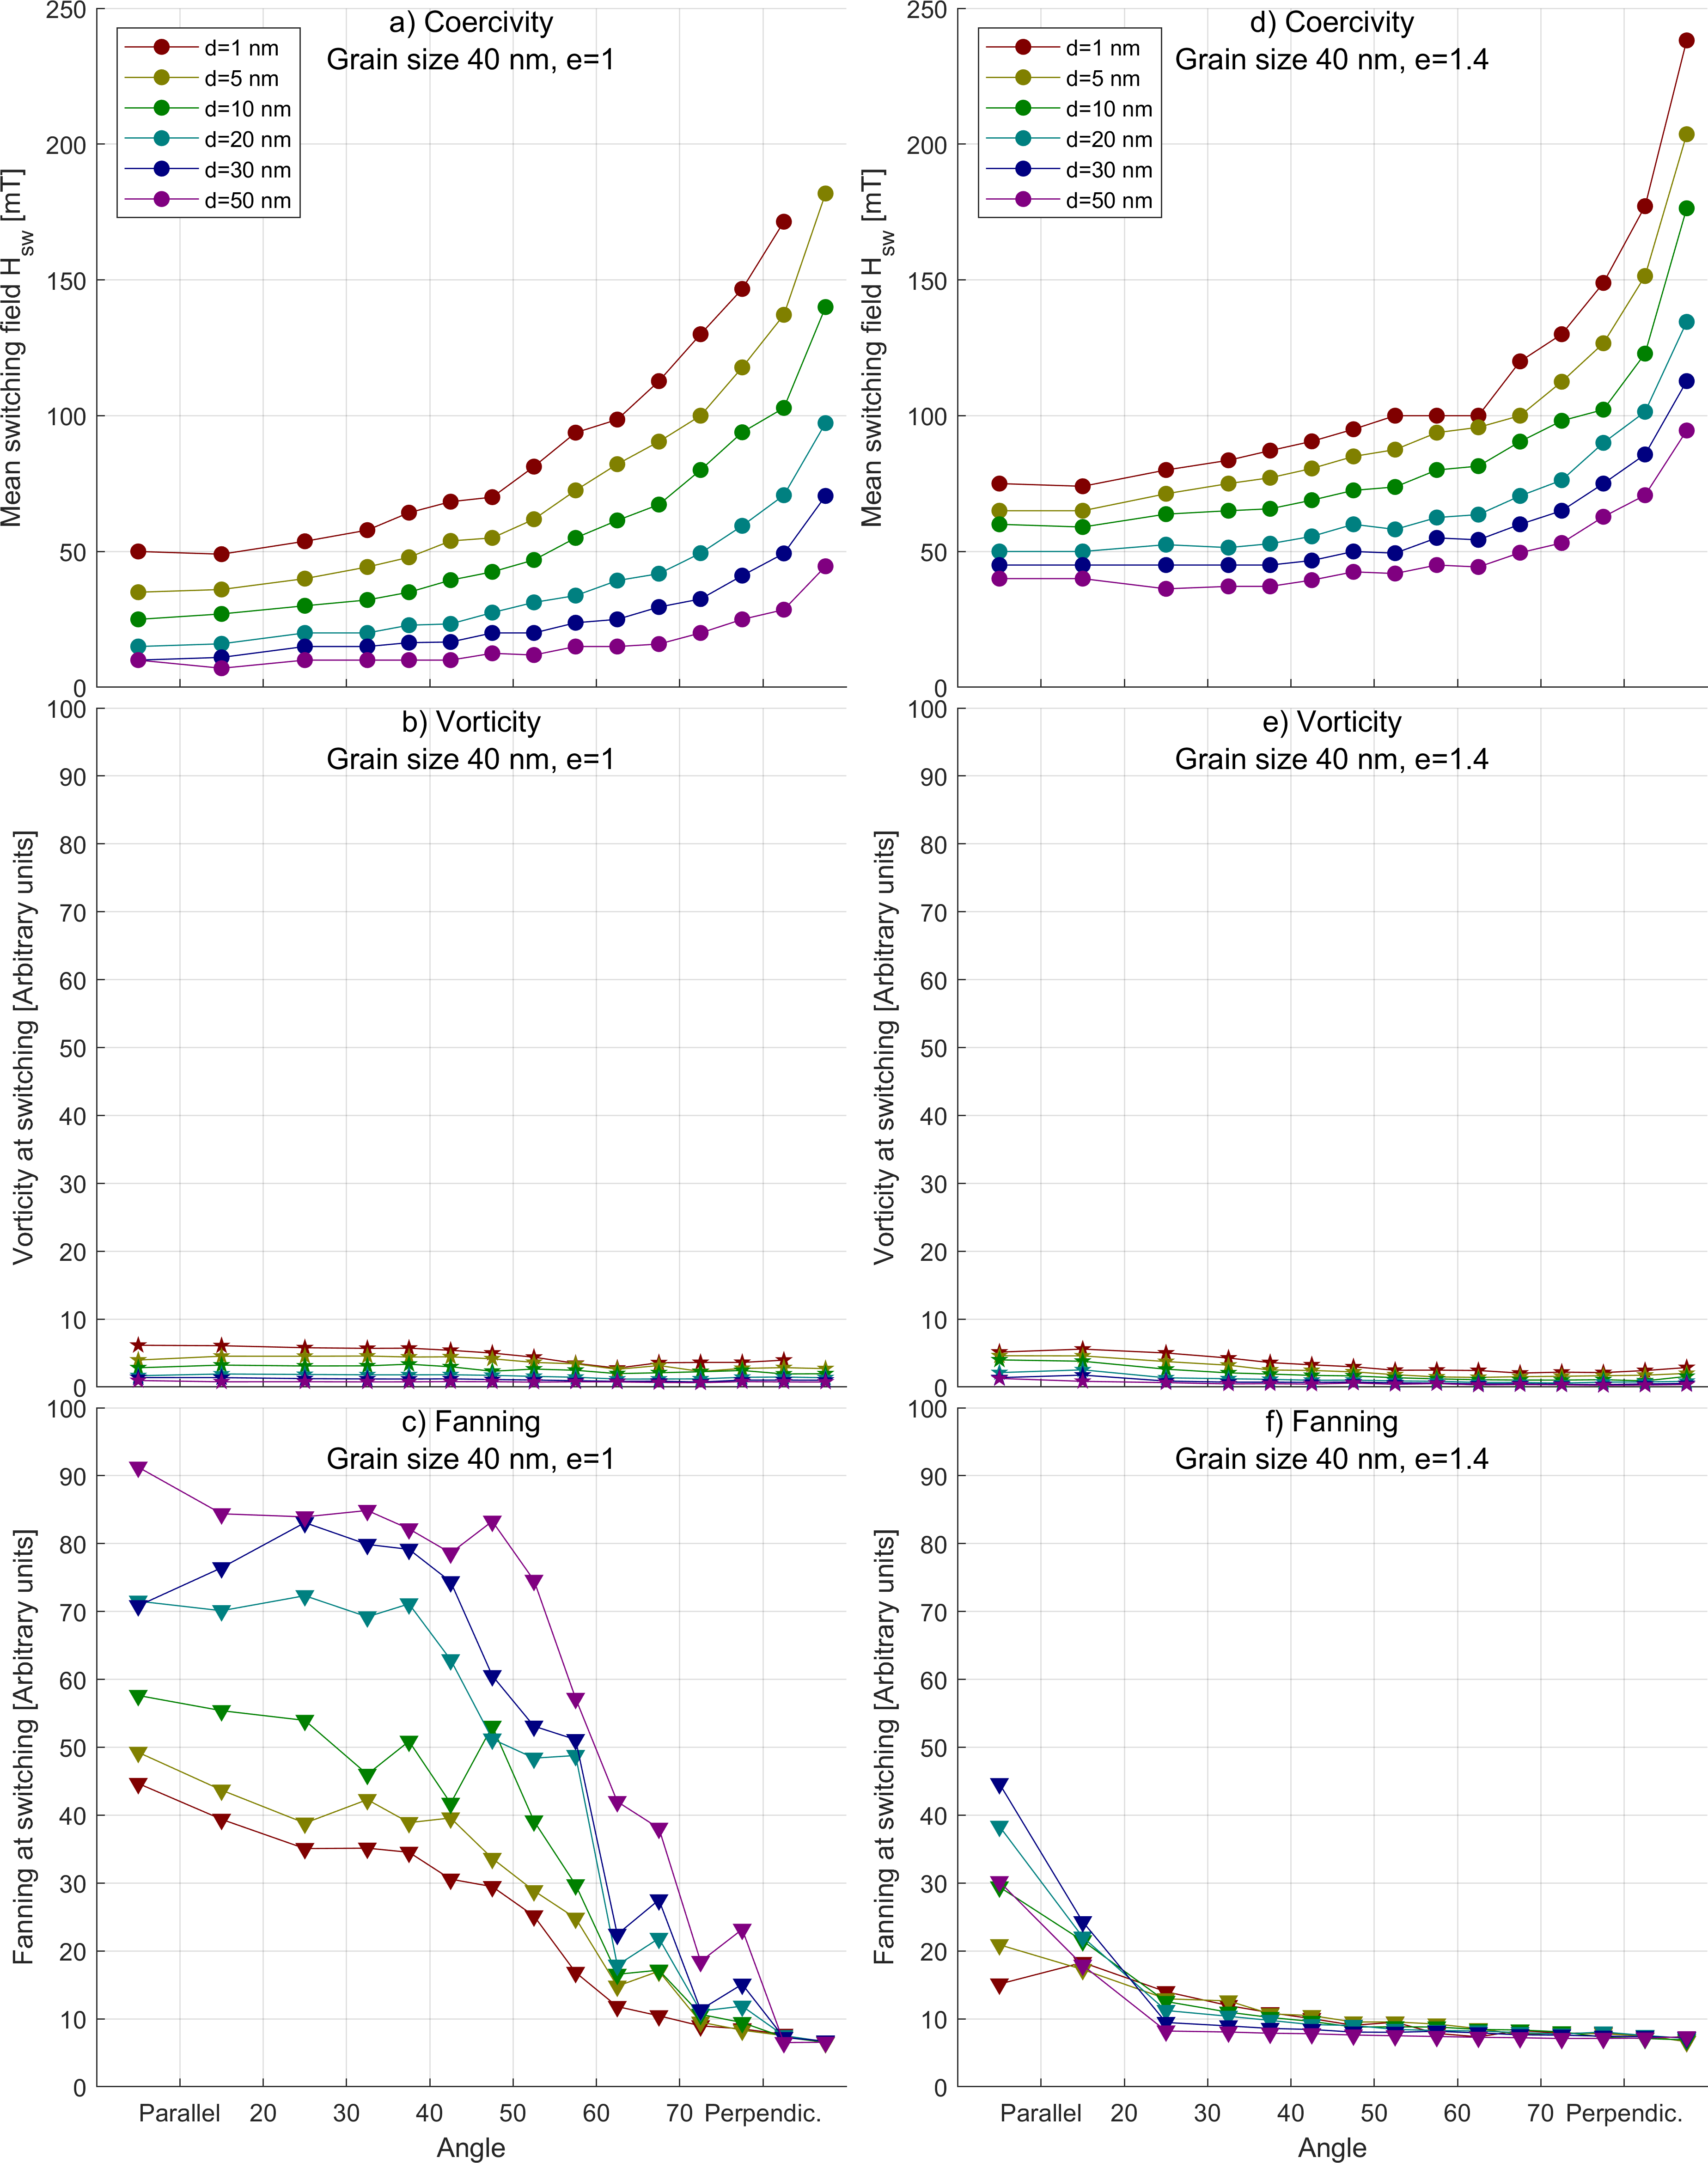 a) Coercivity
Grain size 40 nm, e=1
d=1 nm
d=5 nm
d=10 nm
d=20 nm
d=30 nm
d=50 nm
Mean switching field H_sw [mT]
250
200
150
100
50
0
d) Coercivity
Grain size 40 nm, e=1.4
d=1 nm
d=5 nm
d=10 nm
d=20 nm
d=30 nm
d=50 nm
Mean switching field H_sw [mT]
250
200
150
100
50
0
b) Vorticity
Grain size 40 nm, e=1
Vorticity at switching [Arbitrary units]
100
90
80
70
60
50
40
30
20
10
0
e) Vorticity
Grain size 40 nm, e=1.4
Vorticity at switching [Arbitrary units]
100
90
80
70
60
50
40
30
20
10
0
c) Fanning
Grain size 40 nm, e=1
Fanning at switching [Arbitrary units]
100
90
80
70
60
50
40
30
20
10
0
Parallel 20 30 40 50 60 70 Perpendic.
Angle
f) Fanning
Grain size 40 nm, e=1.4
Fanning at switching [Arbitrary units]
100
90
80
70
60
50
40
30
20
10
0
Parallel 20 30 40 50 60 70 Perpendic.
Angle